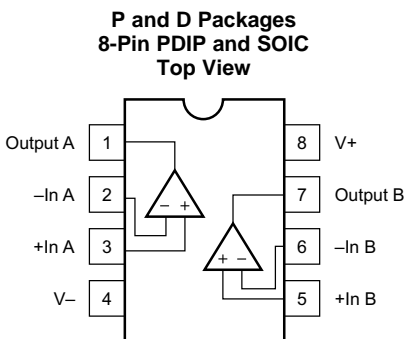 P and D Packages
8-Pin PDIP and SOIC
Top View
Output A 1 8 V+
–In A 2 7 Output B
– +
+In A 3 6 –In B
+ –
V– 4 5 +In B